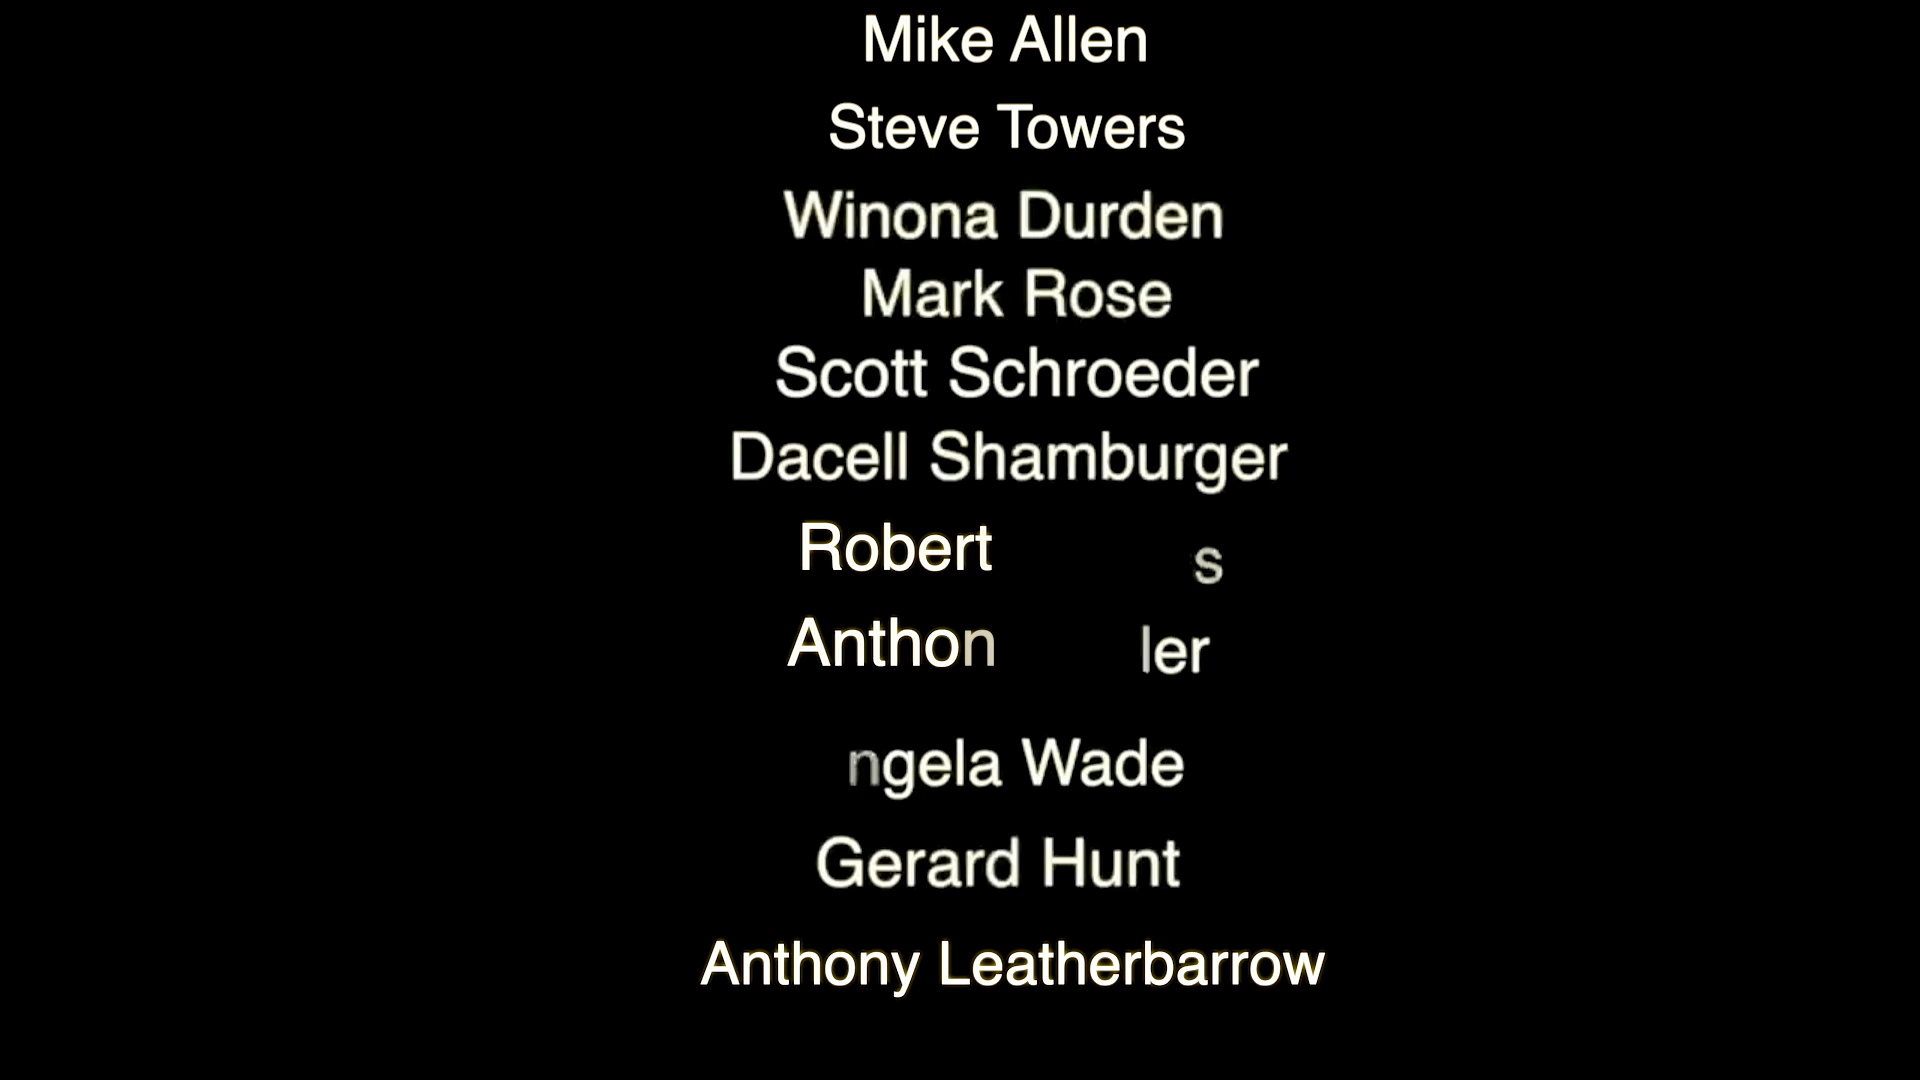 Mike Allen
Steve Towers
Winona Durden
Mark Rose
Scott Schroeder
Dacell Shamburger
Robert s
Anthon ler
ngela Wade
Gerard Hunt
Anthony Leatherbarrow